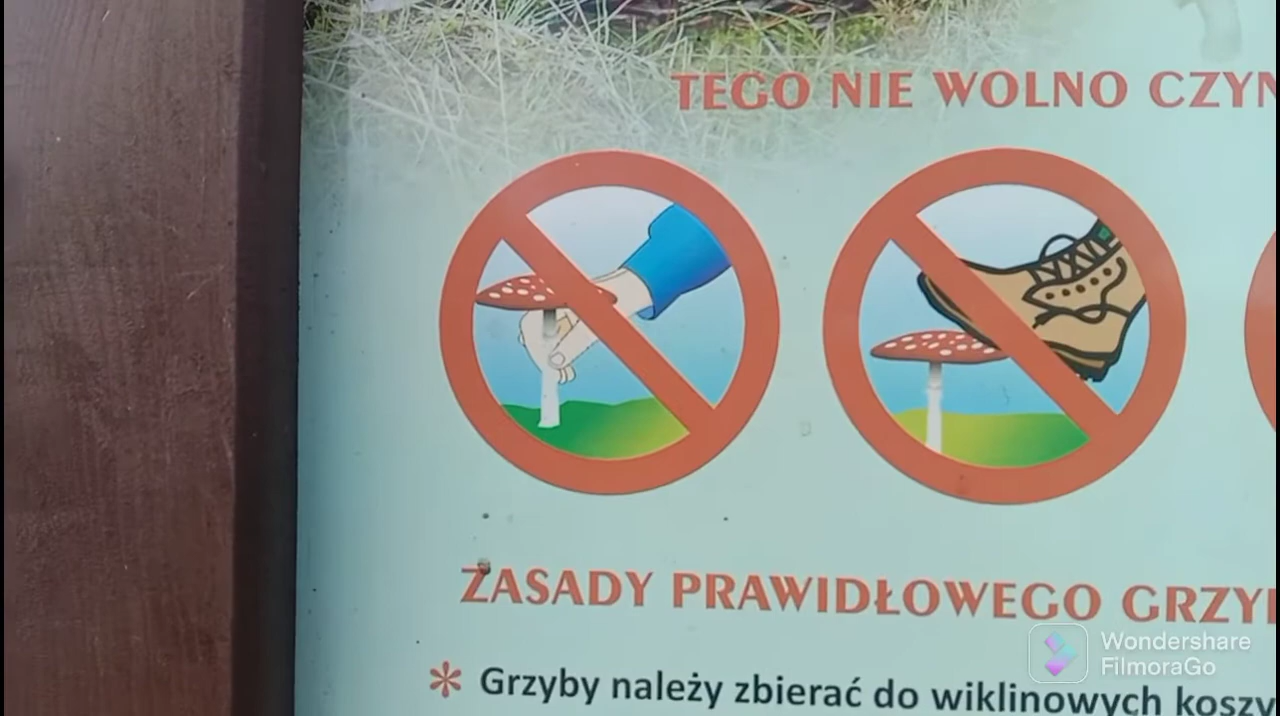 TEGO NIE WOLNO CZYN
ZASADY PRAWIDŁOWEGO GRZY
* Grzyby należy zbierać do wiklinowych koszy
Wondershare
FilmoraGo